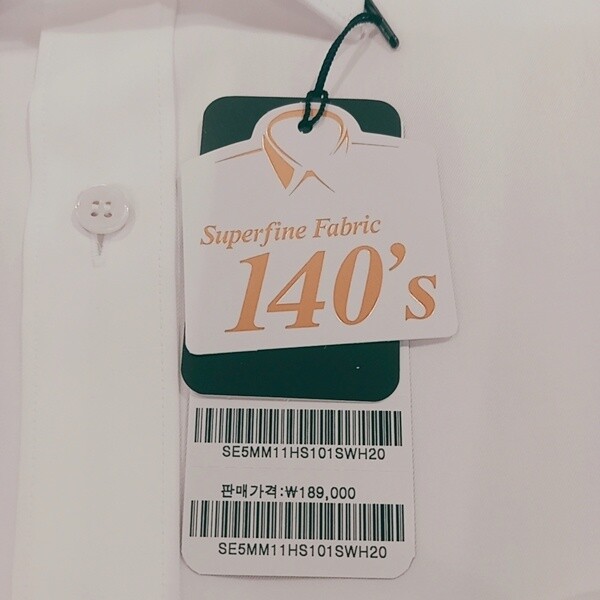 Superfine Fabric
140's
SE5MM11HS101SWH20
판매가격:₩189,000
SE5MM11HS101SWH20